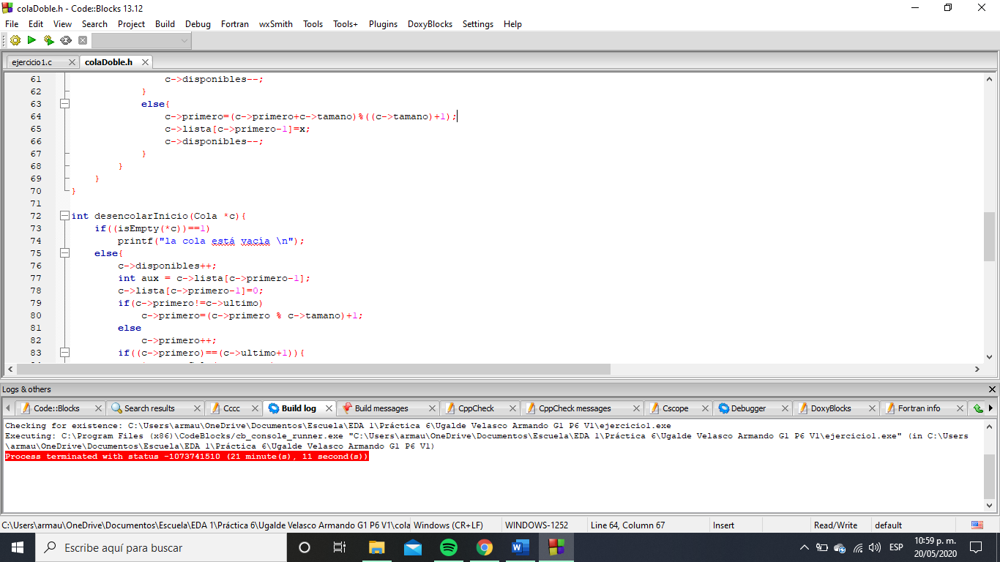 colaDoble.h - Code::Blocks 13.12
File Edit View Search Project Build Debug Fortran wxSmith Tools Tools+ Plugins DoxyBlocks Settings Help
ejercicio1.c colaDoble.h
61 c->disponibles--;
62 }
63 else{
64 c->primero=(c->primero+c->tamano)%((c->tamano)+1);
65 c->lista[c->primero-1]=x;
66 c->disponibles--;
67 }
68 }
69 }
70 }
71
72 int desencolarInicio(Cola *c){
73 if((isEmpty(*c))==1)
74 printf("la cola está vacía \n");
75 else{
76 c->disponibles++;
77 int aux = c->lista[c->primero-1];
78 c->lista[c->primero-1]=0;
79 if(c->primero!=c->ultimo)
80 c->primero=(c->primero % c->tamano)+1;
81 else
82 c->primero++;
83 if((c->primero)==(c->ultimo+1)){
Logs & others
Code::Blocks Search results Cccc Build log Build messages CppCheck CppCheck messages Cscope Debugger DoxyBlocks Fortran info
Checking for existence: C:\Users\armau\OneDrive\Documentos\Escuela\EDA 1\Práctica 6\Ugalde Velasco Armando G1 P6 V1\ejercicio1.exe
Executing: C:\Program Files (x86)\CodeBlocks/cb_console_runner.exe "C:\Users\armau\OneDrive\Documentos\Escuela\EDA 1\Práctica 6\Ugalde Velasco Armando G1 P6 V1\ejercicio1.exe" (in C:\Users
\armau\OneDrive\Documentos\Escuela\EDA 1\Práctica 6\Ugalde Velasco Armando G1 P6 V1)
Process terminated with status -1073741510 (21 minute(s), 11 second(s))
C:\Users\armau\OneDrive\Documentos\Escuela\EDA 1\Práctica 6\Ugalde Velasco Armando G1 P6 V1\cola Windows (CR+LF) WINDOWS-1252 Line 64, Column 67 Insert Read/Write default
Escribe aquí para buscar
ESP
10:59 p. m.
20/05/2020